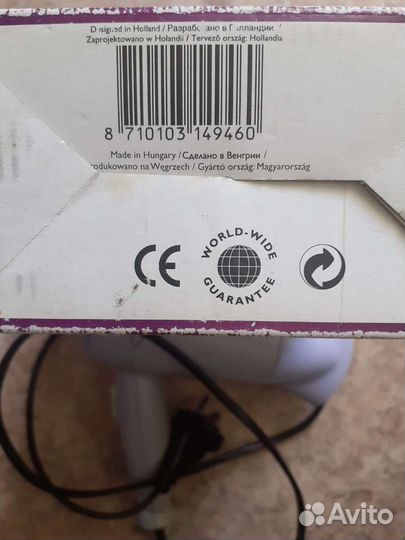 Designed in Holland / Разработано в Голландии
Zaprojektowano w Holandii / Tervező ország: Hollandia
8 710103 149460
Made in Hungary / Сделано в Венгрии /
rodukowano na Węgrzech / Gyártó ország: Magyarország
CE
WORLD-WIDE
GUARANTEE
Avito